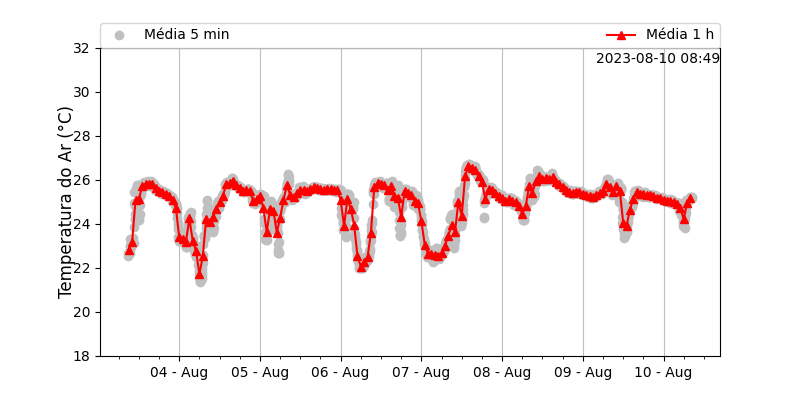 Média 5 min
Média 1 h
2023-08-10 08:49
Temperatura do Ar (°C)
32
30
28
26
24
22
20
18
04 - Aug
05 - Aug
06 - Aug
07 - Aug
08 - Aug
09 - Aug
10 - Aug